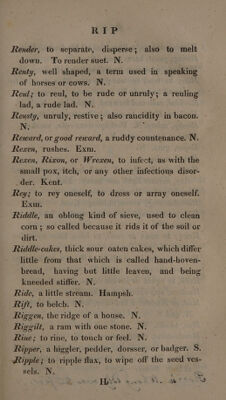 RIP
Render, to separate, disperse; also to melt
down. To render suet. N.
Renty, well shaped, a term used in speaking
of horses or cows. N.
Reul; to reul, to be rude or unruly; a reuling
lad, a rude lad. N.
Reusty, unruly, restive; also rancidity in bacon.
N.
Reward, or good reward, a ruddy countenance. N.
Rexen, rushes. Exm.
Rexen, Rixon, or Wrexen, to infect, as with the
small pox, itch, or any other infectious disor-
der. Kent.
Rey; to rey oneself, to dress or array oneself.
Exm.
Riddle, an oblong kind of sieve, used to clean
corn; so called because it rids it of the soil or
dirt.
Riddle-cakes, thick sour oaten cakes, which differ
little from that which is called hand-hoven-
bread, having but little leaven, and being
kneeded stiffer. N.
Ride, a little stream. Hampsh.
Rift, to belch. N.
Riggen, the ridge of a house. N.
Riggilt, a ram with one stone. N.
Rine; to rine, to touch or feel. N.
Ripper, a higgler, pedder, dorsser, or badger. S.
Ripple; to ripple flax, to wipe off the seed ves-
sels. N.